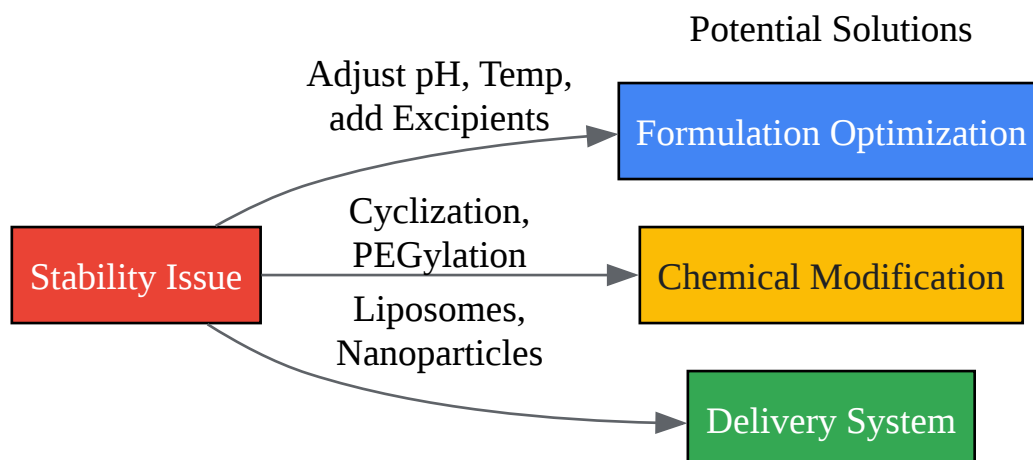 Potential Solutions
Adjust pH, Temp,
add Excipients
Formulation Optimization
Cyclization,
PEGylation
Stability Issue
Chemical Modification
Liposomes,
Nanoparticles
Delivery System